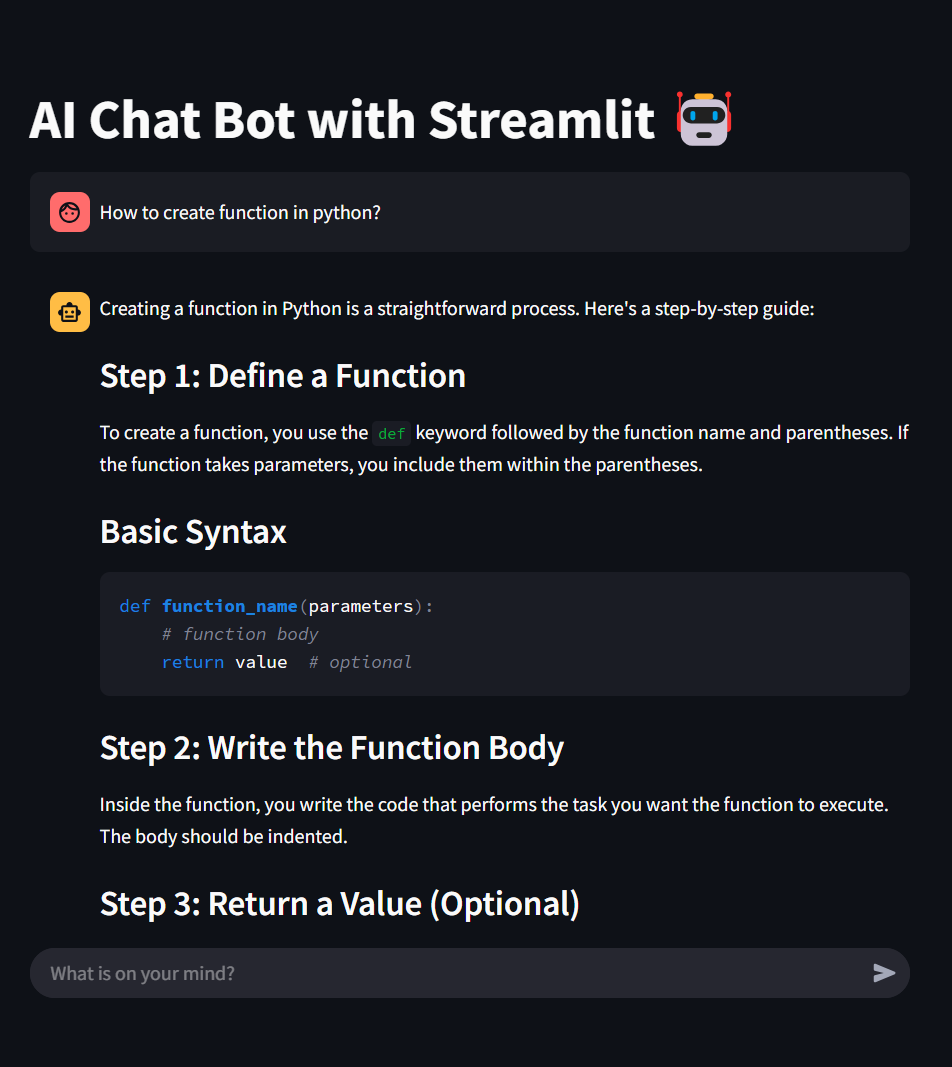 AI Chat Bot with Streamlit
How to create function in python?
Creating a function in Python is a straightforward process. Here's a step-by-step guide:
Step 1: Define a Function
To create a function, you use the def keyword followed by the function name and parentheses. If
the function takes parameters, you include them within the parentheses.
Basic Syntax
def function_name(parameters):
    # function body
    return value  # optional
Step 2: Write the Function Body
Inside the function, you write the code that performs the task you want the function to execute.
The body should be indented.
Step 3: Return a Value (Optional)
What is on your mind?